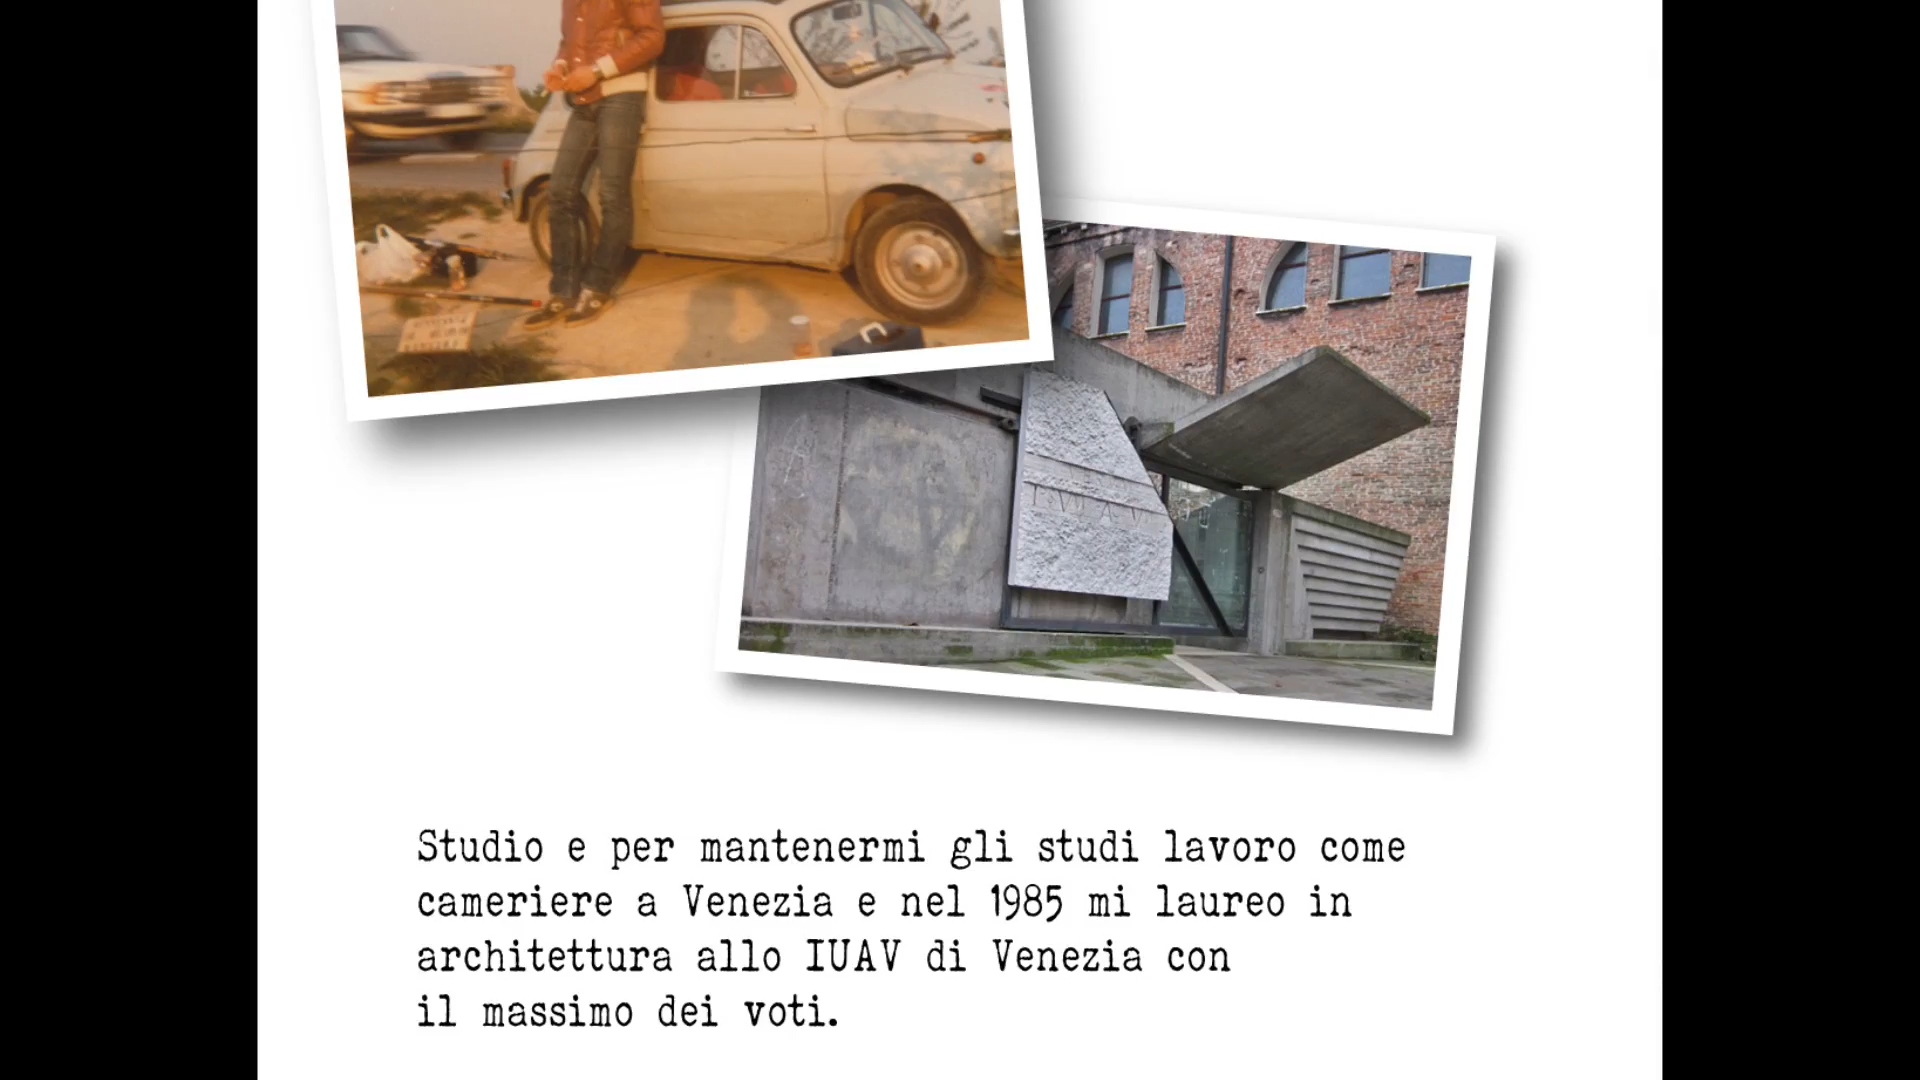 Studio e per mantenermi gli studi lavoro come
cameriere a Venezia e nel 1985 mi laureo in
architettura allo IUAV di Venezia con
il massimo dei voti.